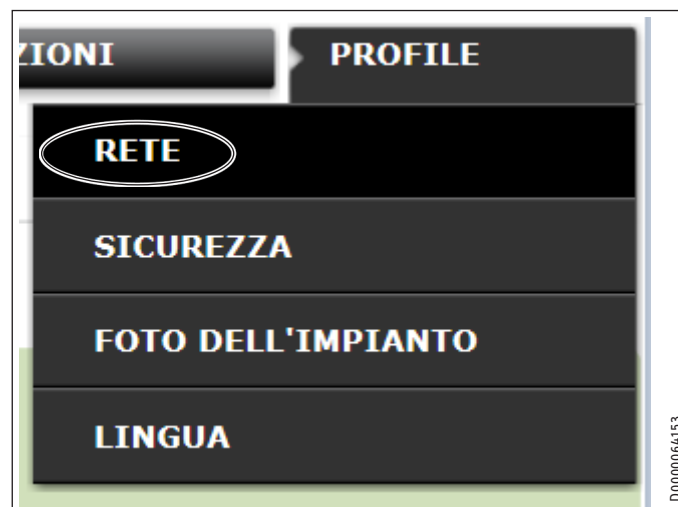 ZIONI
PROFILE
RETE
SICUREZZA
FOTO DELL'IMPIANTO
LINGUA
D0000064153